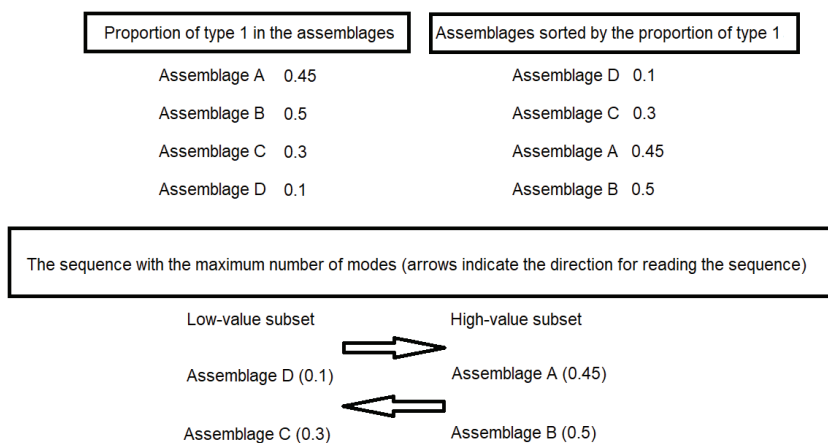 Proportion of type 1 in the assemblages
Assemblages sorted by the proportion of type 1
Assemblage A 0.45
Assemblage D 0.1
Assemblage B 0.5
Assemblage C 0.3
Assemblage C 0.3
Assemblage A 0.45
Assemblage D 0.1
Assemblage B 0.5
The sequence with the maximum number of modes (arrows indicate the direction for reading the sequence)
Low-value subset
High-value subset
Assemblage D (0.1)
Assemblage A (0.45)
Assemblage C (0.3)
Assemblage B (0.5)